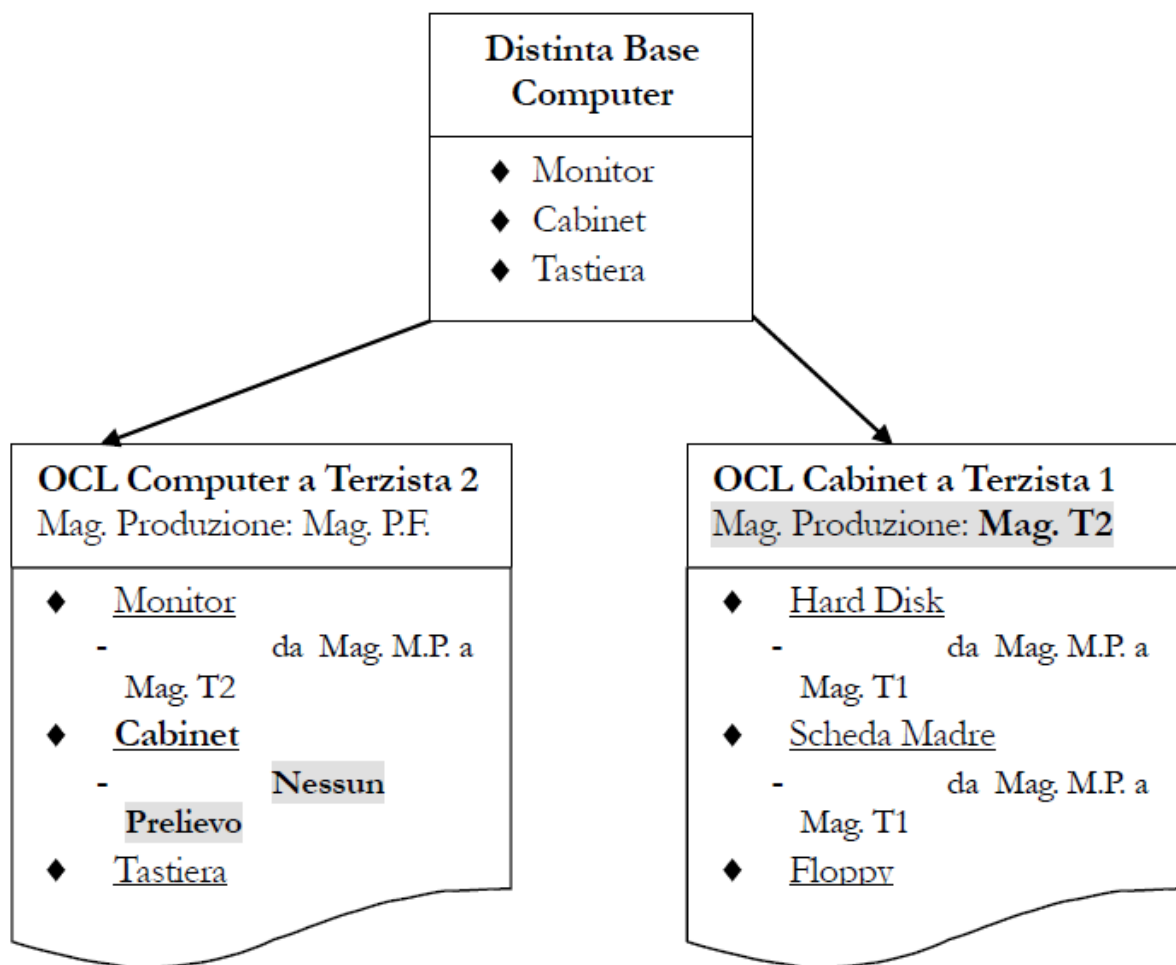 Distinta Base
Computer
♦ Monitor
♦ Cabinet
♦ Tastiera
OCL Computer a Terzista 2
Mag. Produzione: Mag. P.F.
♦ Monitor
- da Mag. M.P. a
Mag. T2
♦ Cabinet
- Nessun
Prelievo
♦ Tastiera
OCL Cabinet a Terzista 1
Mag. Produzione: Mag. T2
♦ Hard Disk
- da Mag. M.P. a
Mag. T1
♦ Scheda Madre
- da Mag. M.P. a
Mag. T1
♦ Floppy